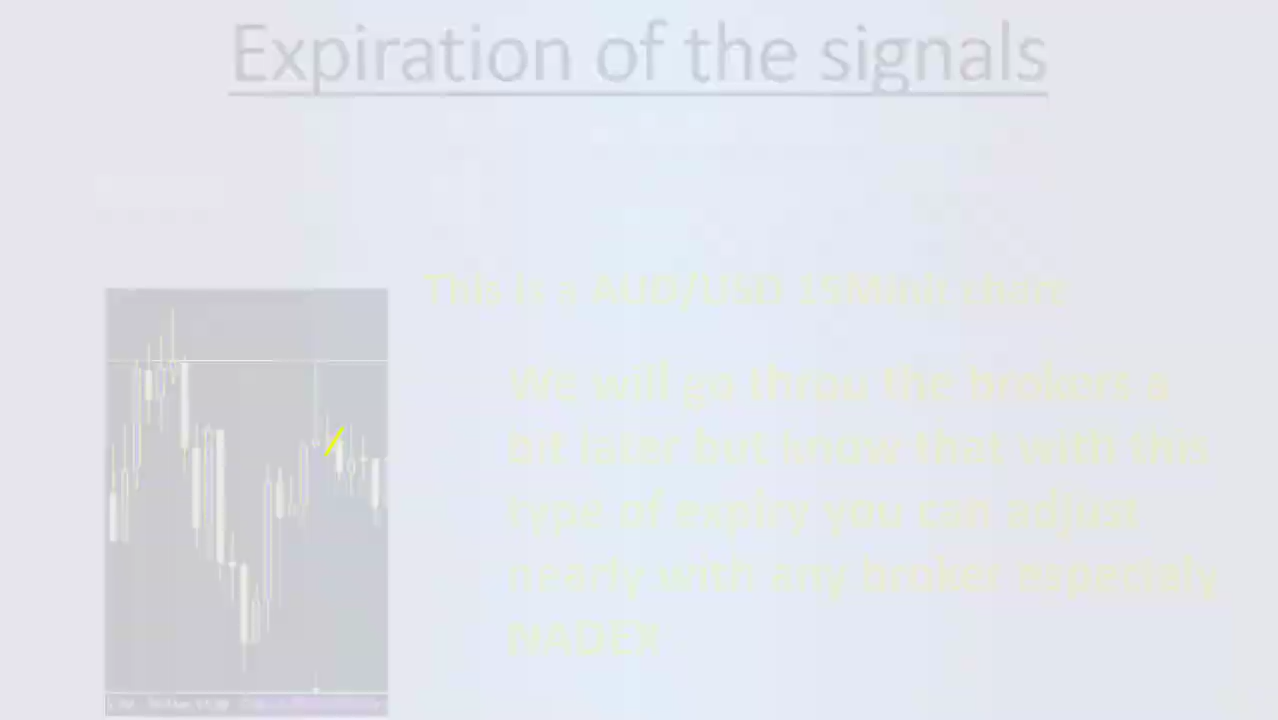 Expiration of the signals
This is a AUD/USD 15Minit chart
We will go throu the brokers a
bit later but know that with this
type of expiry you can adjust
nearly with any broker especialy
NADEX